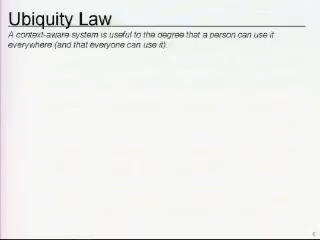 Ubiquity Law
A context-aware system is useful to the degree that a person can use it
everywhere (and that everyone can use it).